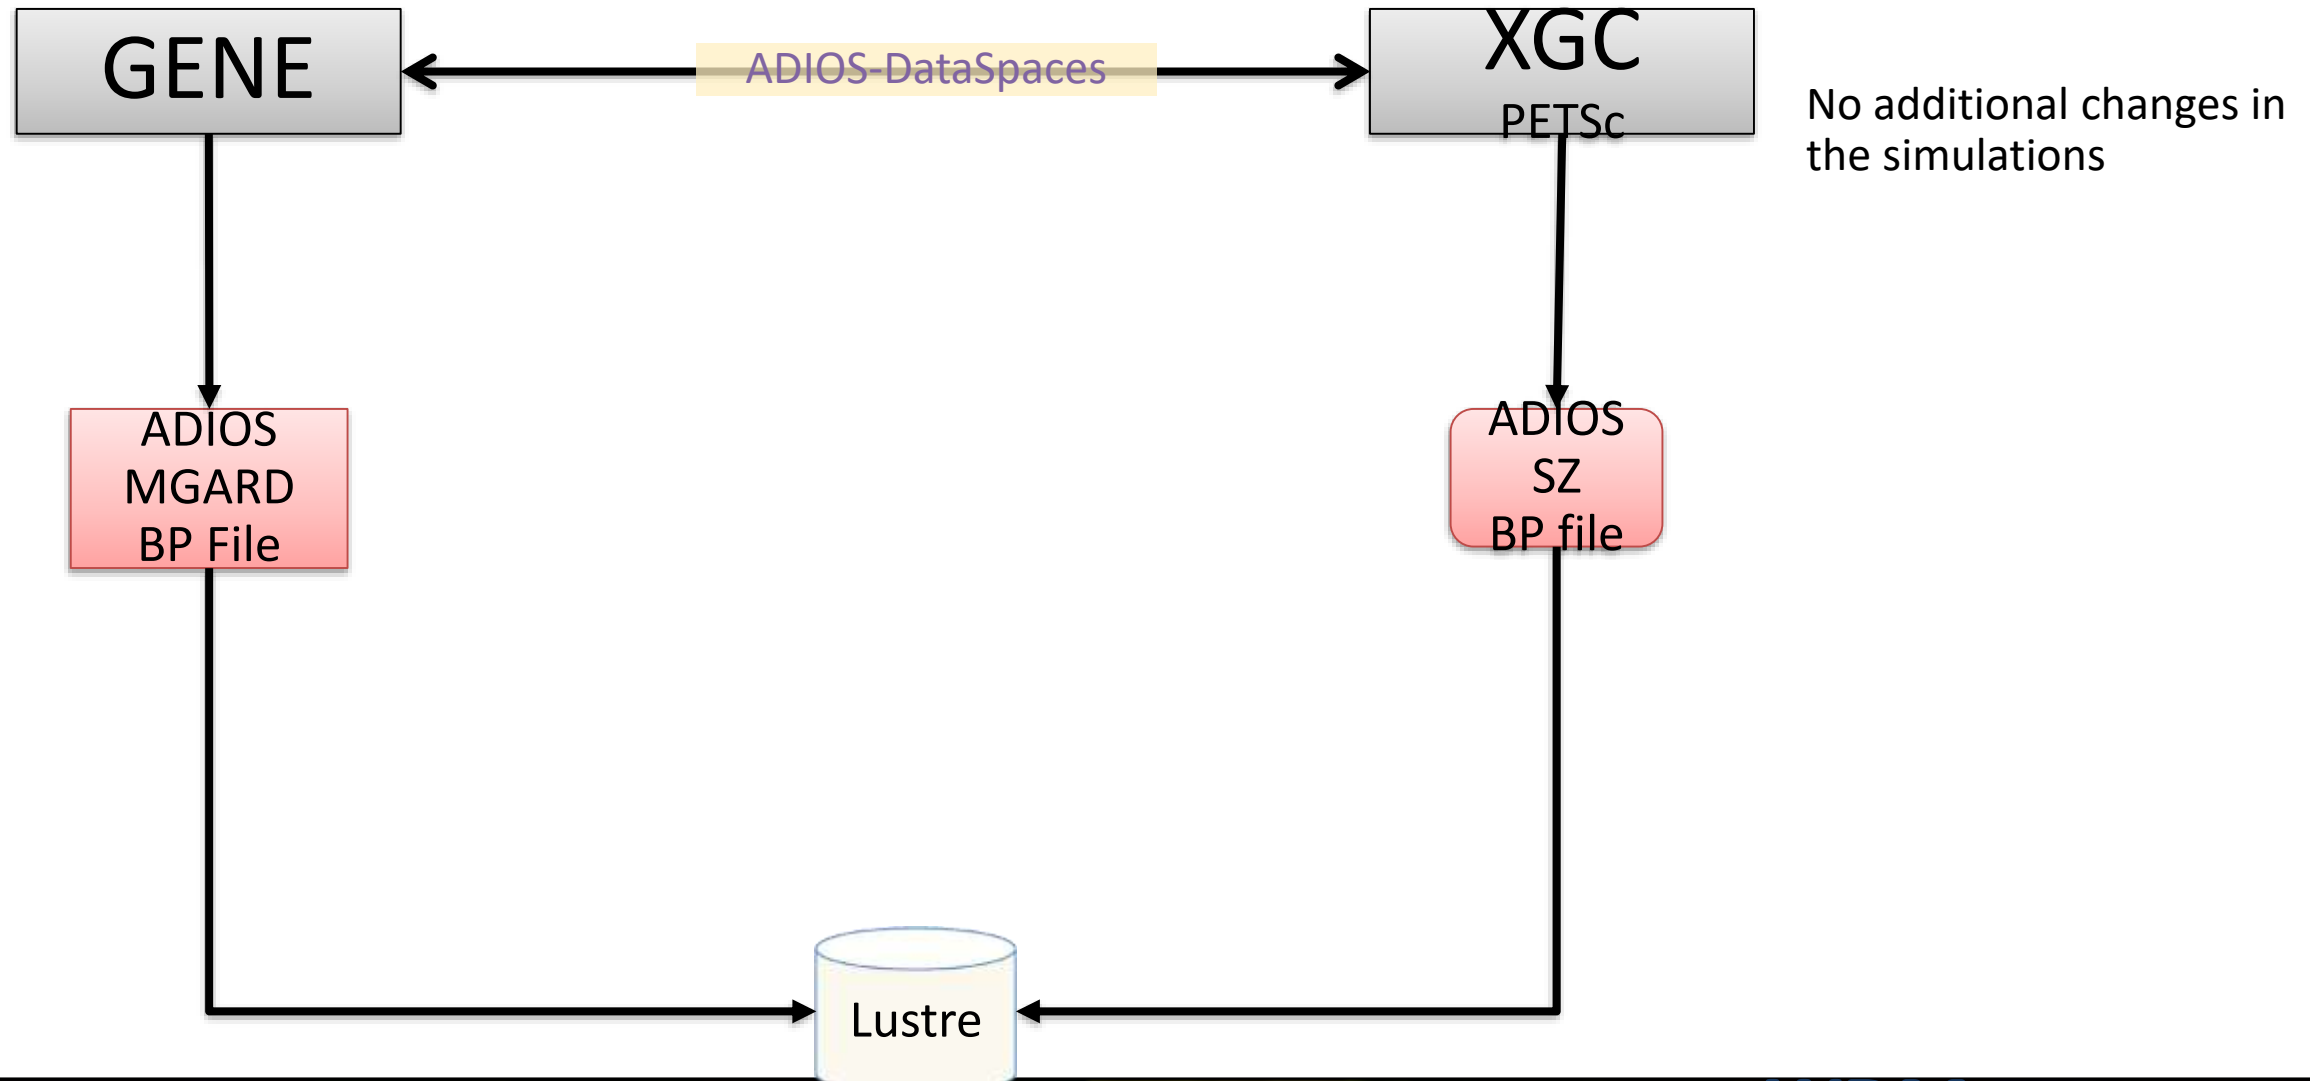 GENE
ADIOS-DataSpaces
XGC
PETSc
No additional changes in
the simulations
ADIOS
MGARD
BP File
ADIOS
SZ
BP file
Lustre